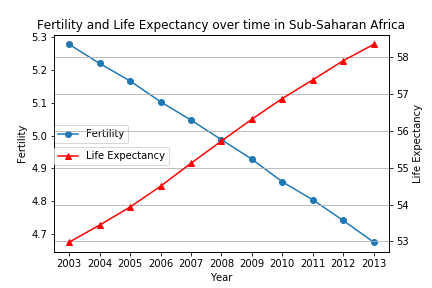 Fertility and Life Expectancy over time in Sub-Saharan Africa
5.3
5.2
5.1
5.0
4.9
4.8
4.7
Fertility
Fertility
Life Expectancy
58
57
56
55
54
53
Life Expectancy
2003 2004 2005 2006 2007 2008 2009 2010 2011 2012 2013
Year